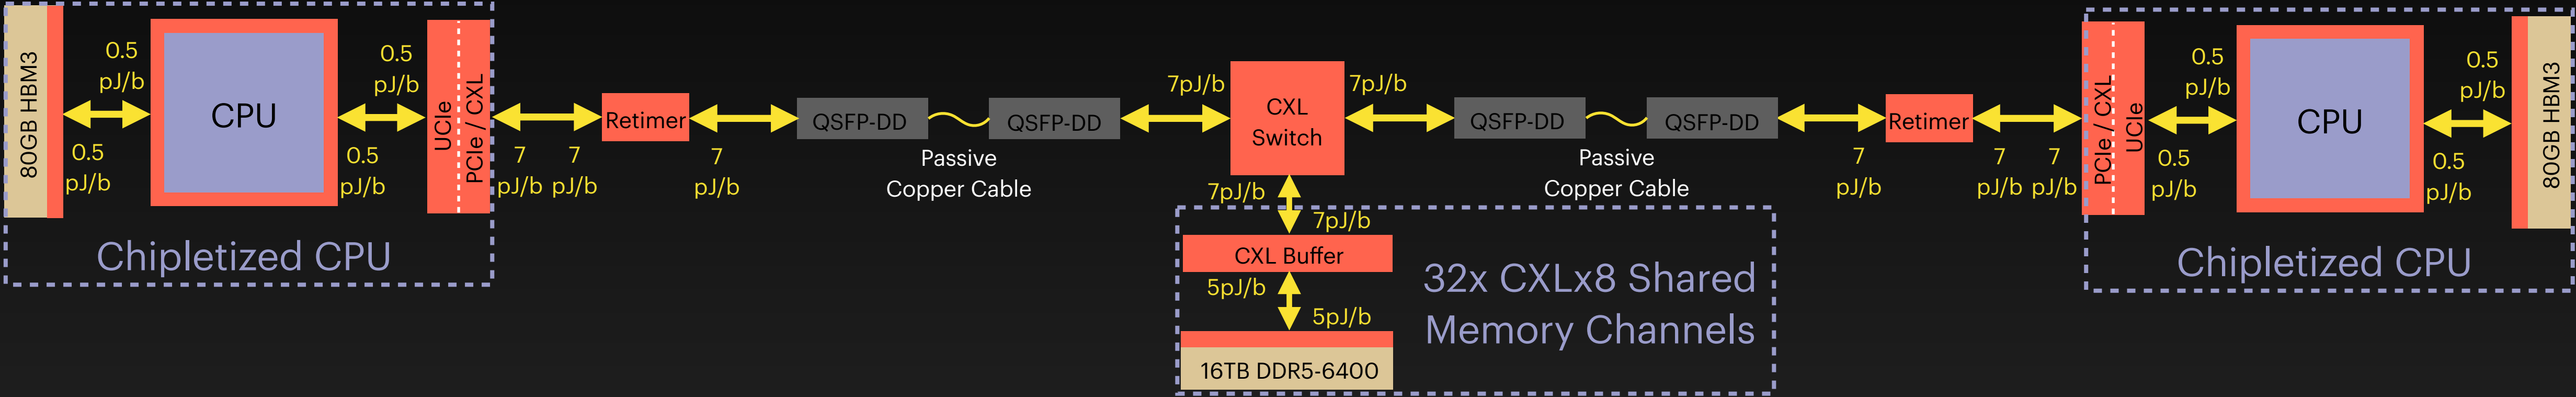 80GB HBM3
0.5
pJ/b
0.5
pJ/b
CPU
0.5
pJ/b
0.5
pJ/b
UCIe
PCIe / CXL
Chipletized CPU
7
pJ/b
7
pJ/b
Retimer
7
pJ/b
QSFP-DD
QSFP-DD
Passive
Copper Cable
7pJ/b
CXL
Switch
7pJ/b
7pJ/b
7pJ/b
CXL Buffer
5pJ/b
5pJ/b
16TB DDR5-6400
32x CXLx8 Shared
Memory Channels
QSFP-DD
QSFP-DD
Passive
Copper Cable
7
pJ/b
Retimer
7
pJ/b
7
pJ/b
PCIe / CXL
UCIe
0.5
pJ/b
0.5
pJ/b
CPU
0.5
pJ/b
0.5
pJ/b
80GB HBM3
Chipletized CPU